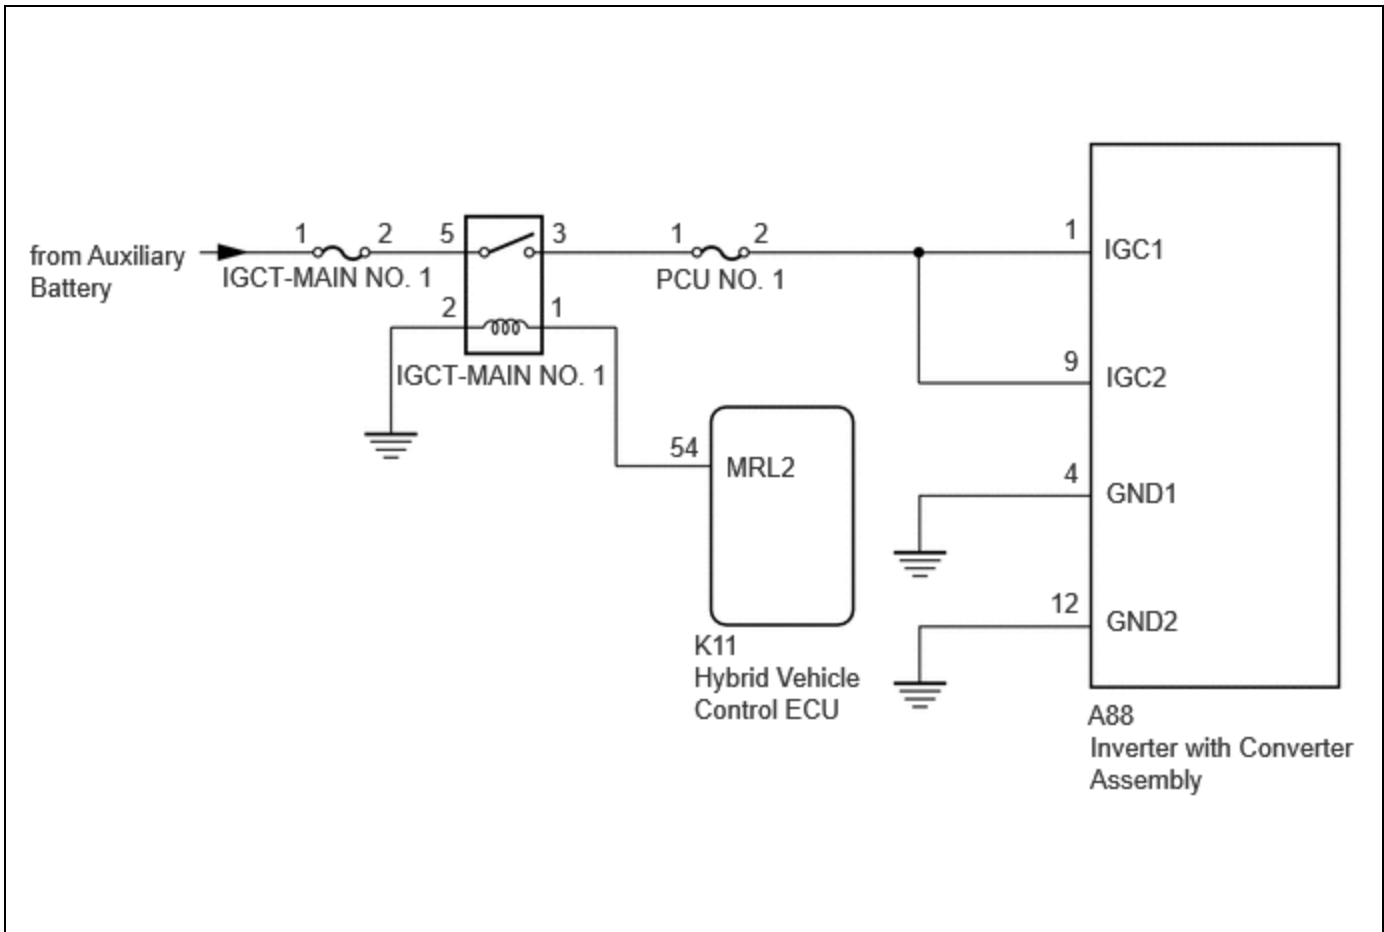 from Auxiliary
Battery
1
2
IGCT-MAIN NO. 1
5
3
2
1
IGCT-MAIN NO. 1
1
2
PCU NO. 1
54
MRL2
K11
Hybrid Vehicle
Control ECU
1
IGC1
9
IGC2
4
GND1
12
GND2
A88
Inverter with Converter
Assembly